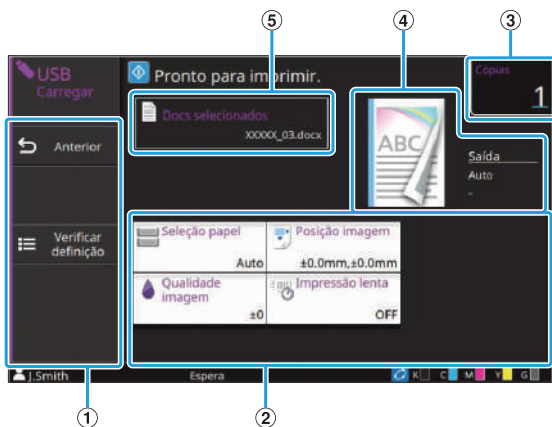 ⑤
④
③
USB
Carregar
Pronto para imprimir.
Cópias
1
Docs selecionados
XXXXX_03.docx
ABC
Saída
Auto
-
Anterior
Verificar
definição
Seleção papel
Auto
Posição imagem
±0.0mm,±0.0mm
Qualidade
imagem
±0
Impressão lenta
OFF
J.Smith
Espera
K C M Y G
①
②